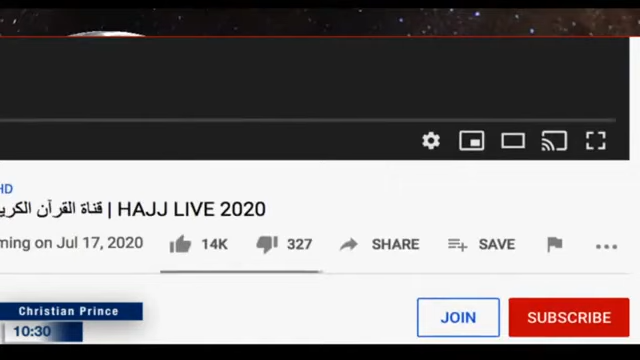 HD
قناة القرآن الكري | HAJJ LIVE 2020
ming on Jul 17, 2020 14K 327 SHARE SAVE
Christian Prince
JOIN SUBSCRIBE
10:30